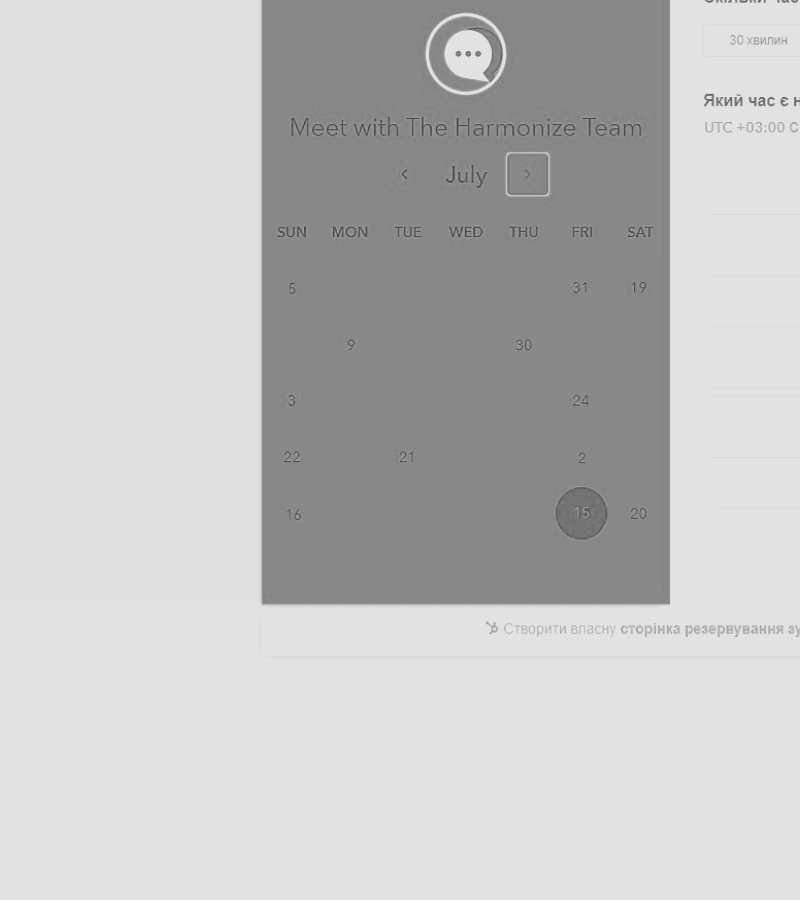 Скільки час
30 хвилин
Який час є н
UTC +03:00 С
Meet with The Harmonize Team
July
SUN MON TUE WED THU FRI SAT
5 31 19
9 30
3 24
22 21 2
16 15 20
Створити власну сторінка резервування зу